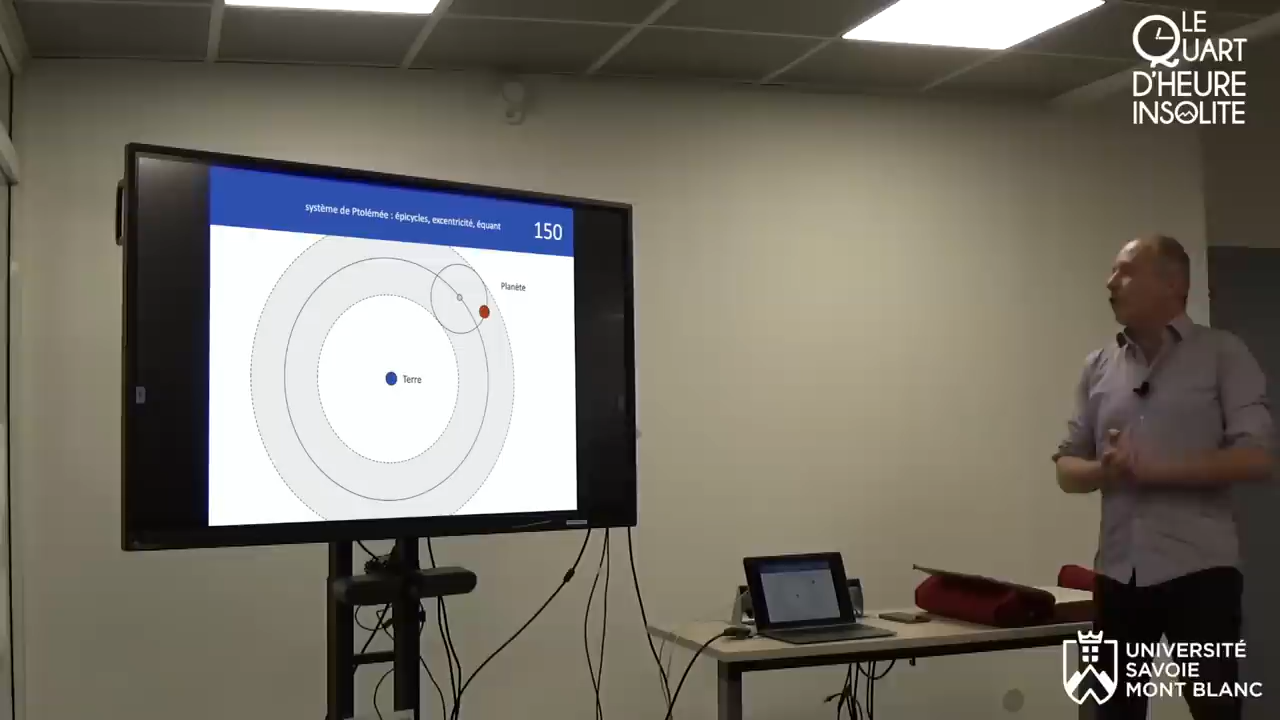 LE
QUART
D'HEURE
INSOLITE
système de Ptolémée : épicycles, excentricité, équant
150
Planète
Terre
UNIVERSITÉ
SAVOIE
MONT BLANC